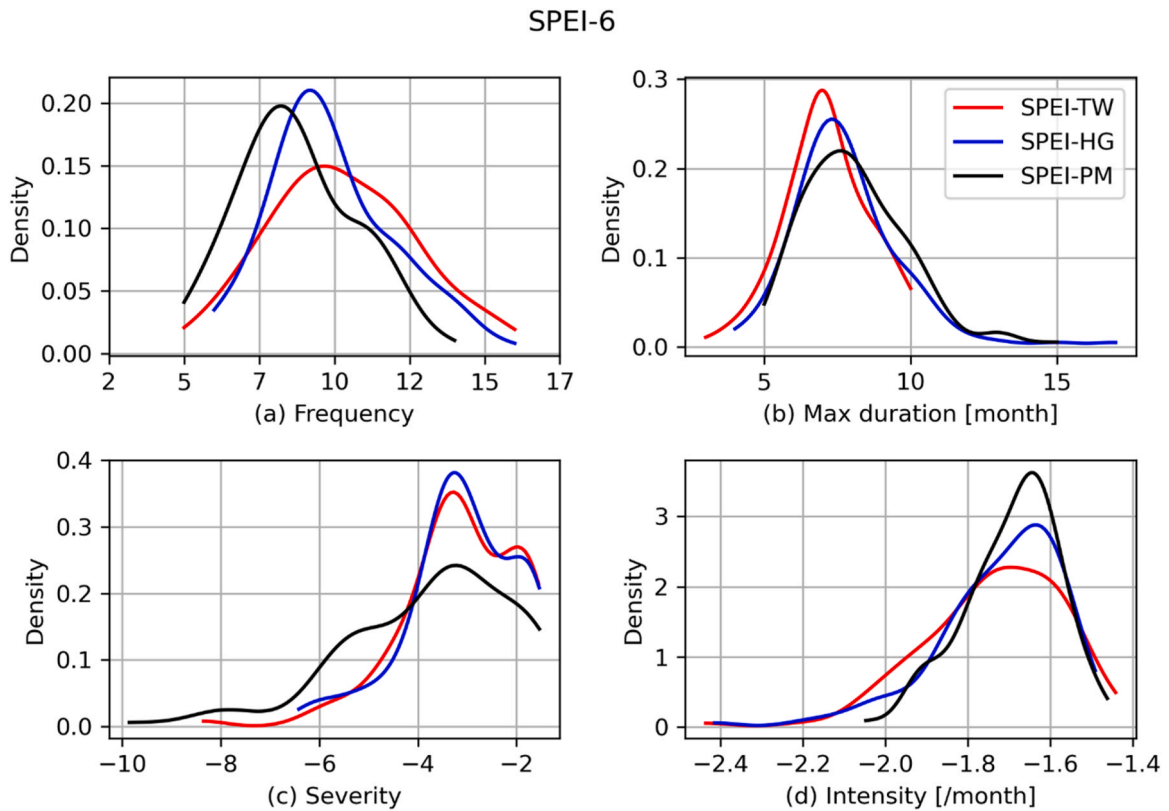 SPEI-6
0.20
0.15
0.10
0.05
0.00
Density
2 5 7 10 12 15 17
(a) Frequency
0.3
0.2
0.1
0.0
Density
5 10 15
(b) Max duration [month]
SPEI-TW
SPEI-HG
SPEI-PM
0.4
0.3
0.2
0.1
0.0
Density
−10 −8 −6 −4 −2
(c) Severity
3
2
1
0
Density
−2.4 −2.2 −2.0 −1.8 −1.6 −1.4
(d) Intensity [/month]